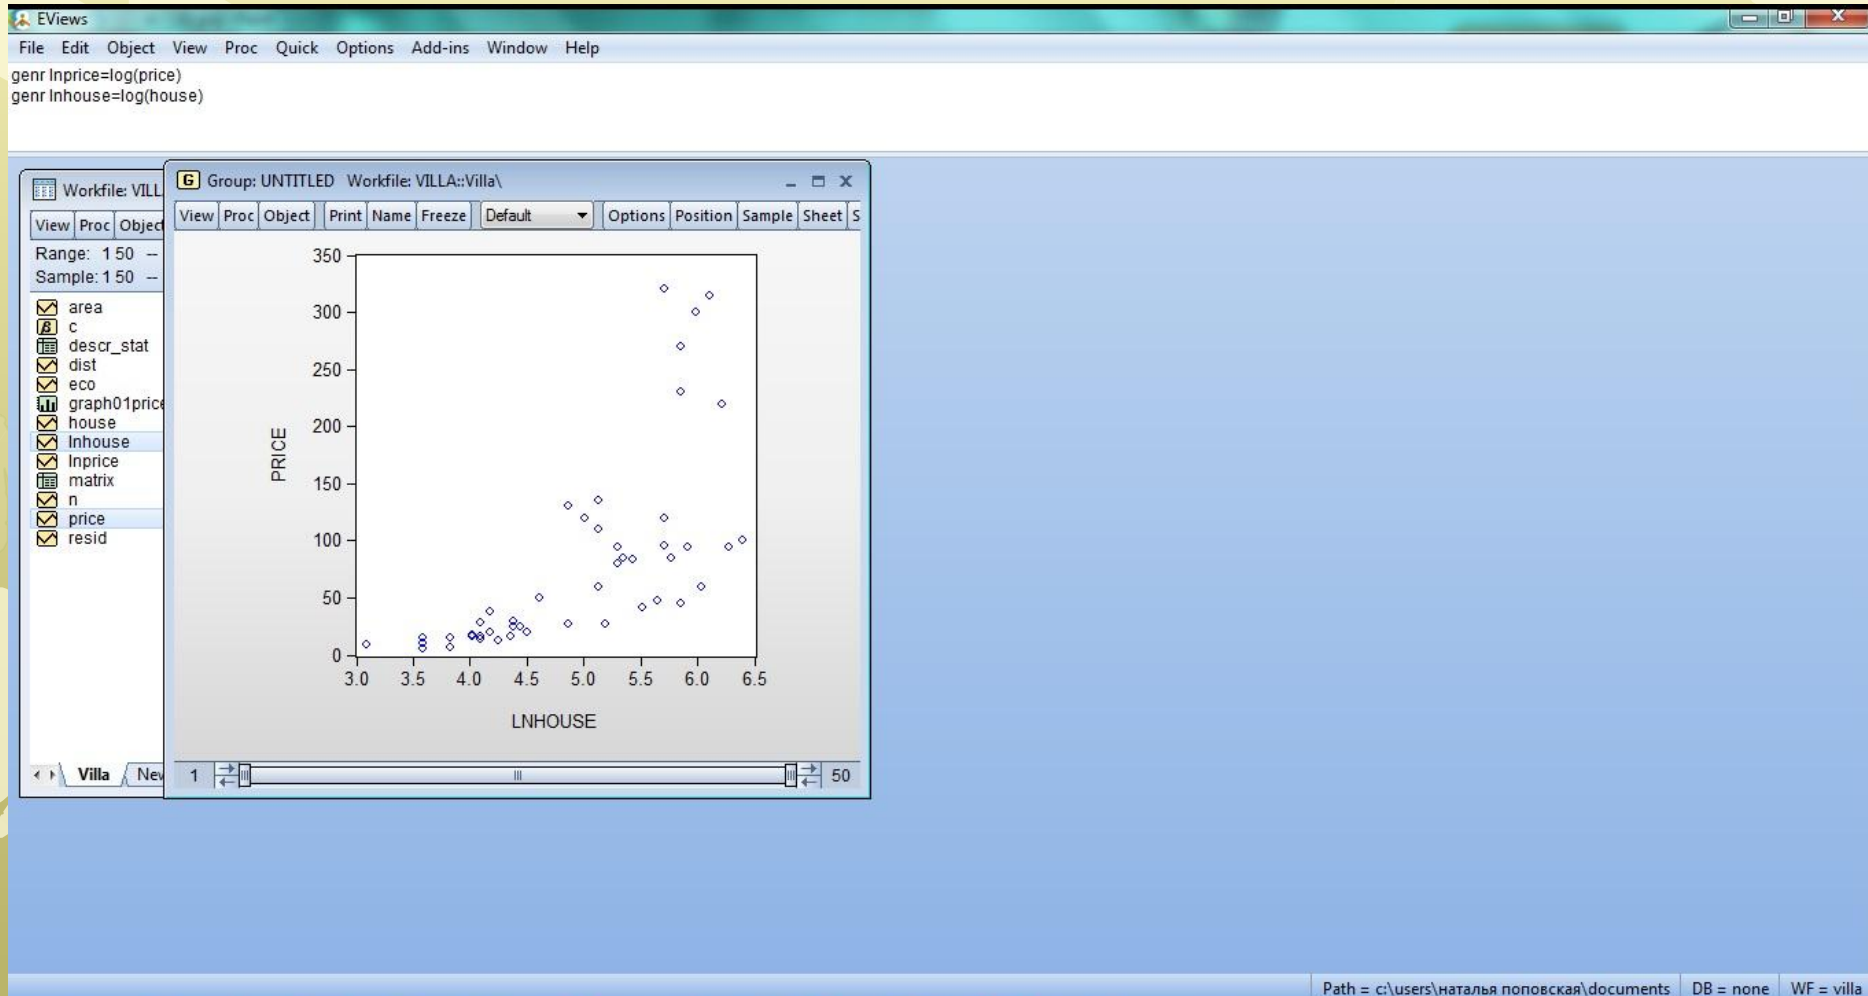 EViews
File Edit Object View Proc Quick Options Add-ins Window Help
genr lnprice=log(price)
genr lnhouse=log(house)
Workfile: VILL
View Proc Object
Range: 1 50 --
Sample: 1 50 --
area
c
descr_stat
dist
eco
graph01price
house
lnhouse
lnprice
matrix
n
price
resid
Villa New
G Group: UNTITLED Workfile: VILLA::Villa\
View Proc Object Print Name Freeze Default Options Position Sample Sheet S
350
300
250
200
150
100
50
0
PRICE
3.0 3.5 4.0 4.5 5.0 5.5 6.0 6.5
LNHOUSE
1 50
Path = c:\users\наталья поповская\documents DB = none WF = villa